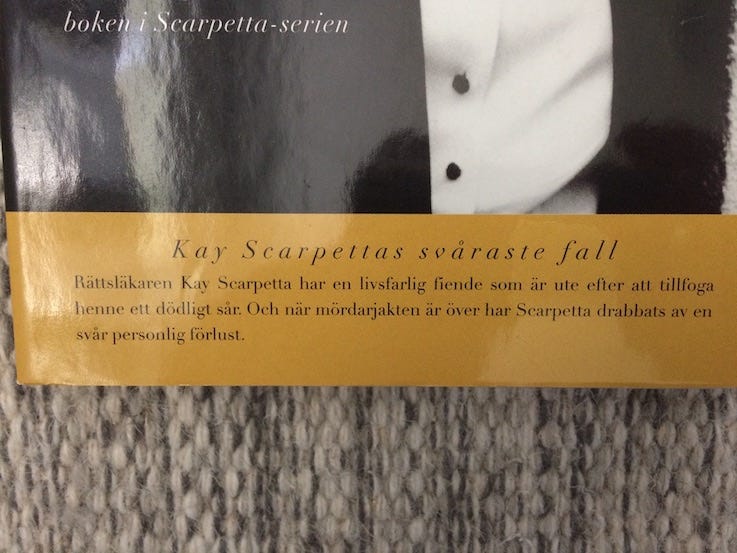 boken i Scarpetta-serien
Kay Scarpettas svåraste fall
Rättsläkaren Kay Scarpetta har en livsfarlig fiende som är ute efter att tillfoga
henne ett dödligt sår. Och när mördarjakten är över har Scarpetta drabbats av en
svår personlig förlust.